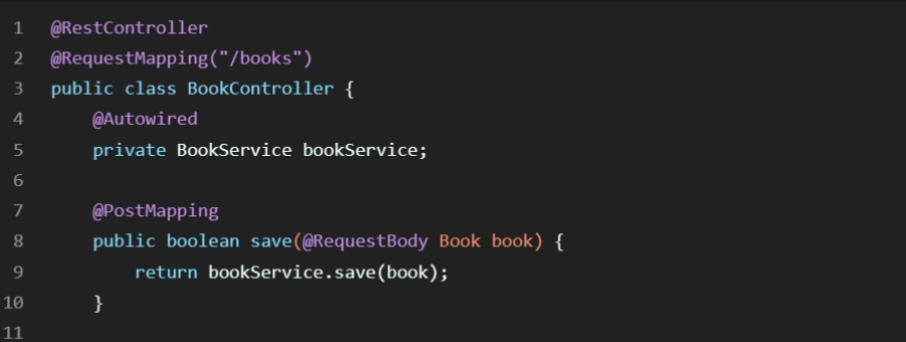 1 @RestController
2 @RequestMapping("/books")
3 public class BookController {
4     @Autowired
5     private BookService bookService;
6
7     @PostMapping
8     public boolean save(@RequestBody Book book) {
9         return bookService.save(book);
10     }
11